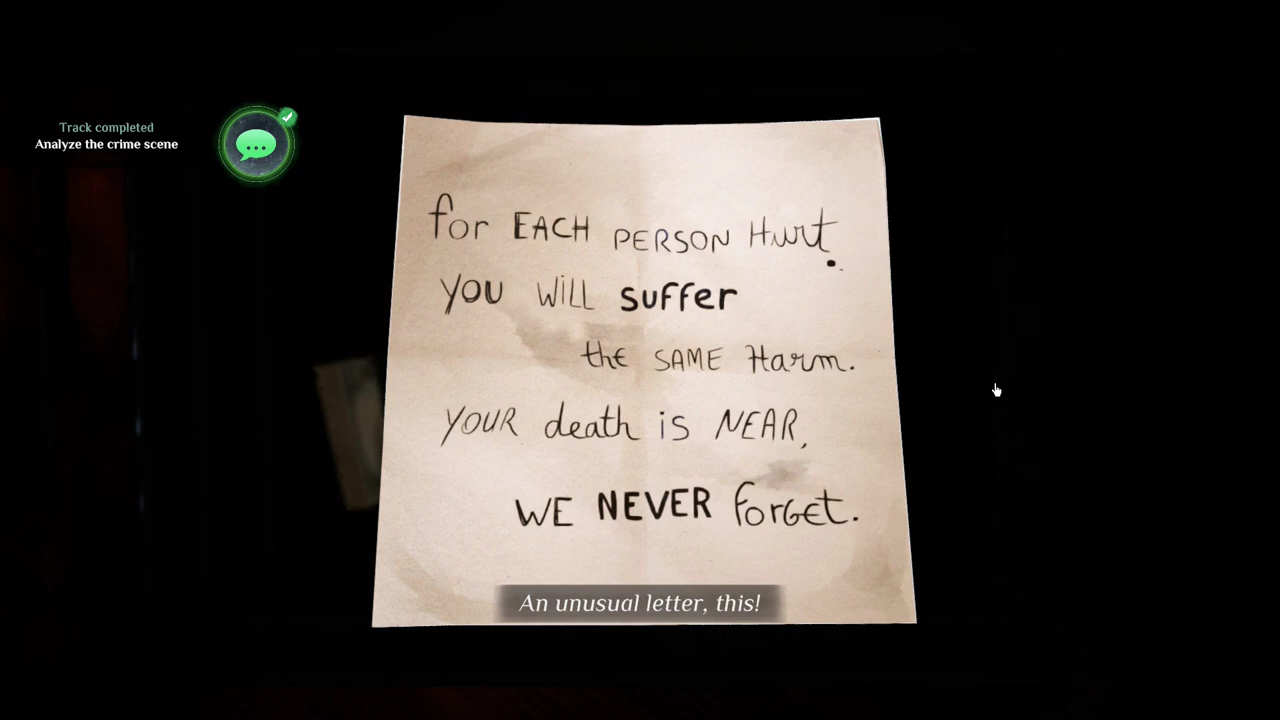 Track completed
Analyze the crime scene
for EACH PERSON Hurt.
YOU WILL suffer
the SAME Harm.
YOUR death is NEAR,
WE NEVER forGET.
An unusual letter, this!